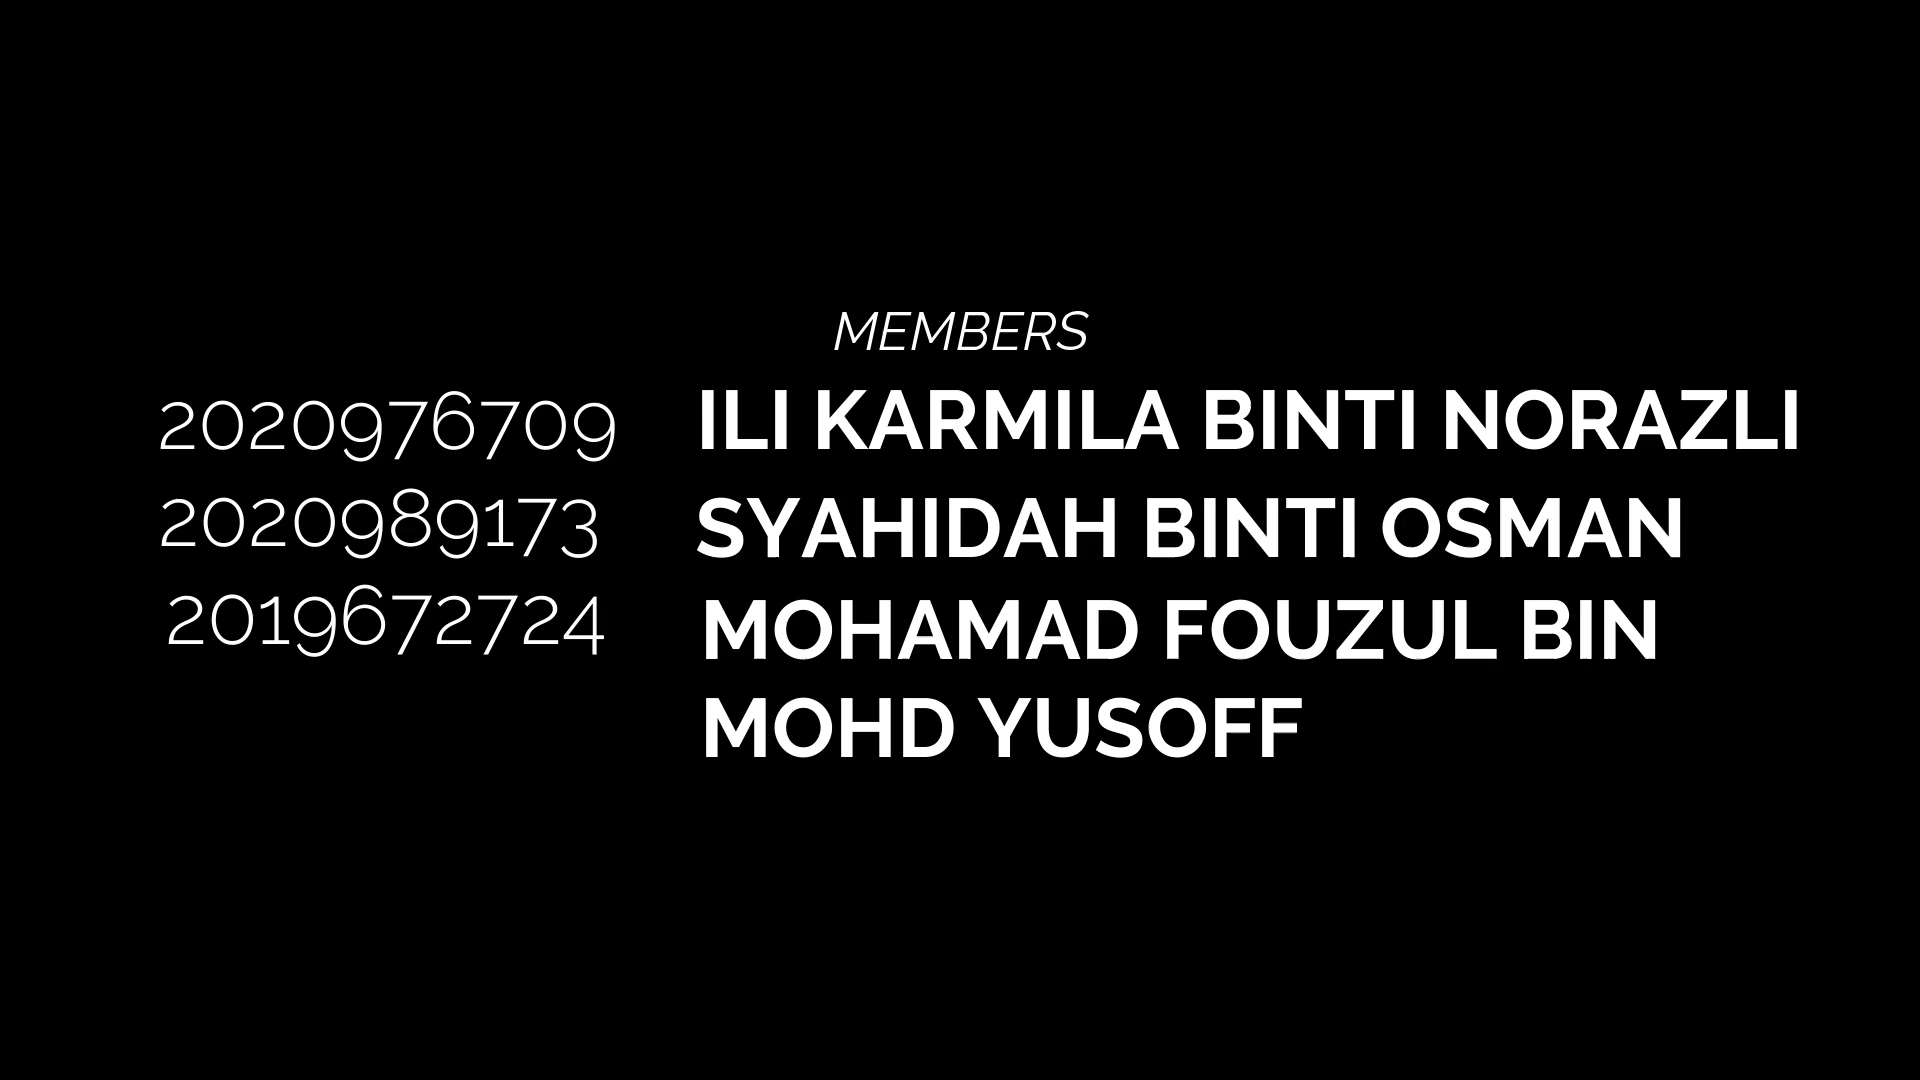 MEMBERS
2020976709 ILI KARMILA BINTI NORAZLI
2020989173 SYAHIDAH BINTI OSMAN
2019672724 MOHAMAD FOUZUL BIN
MOHD YUSOFF